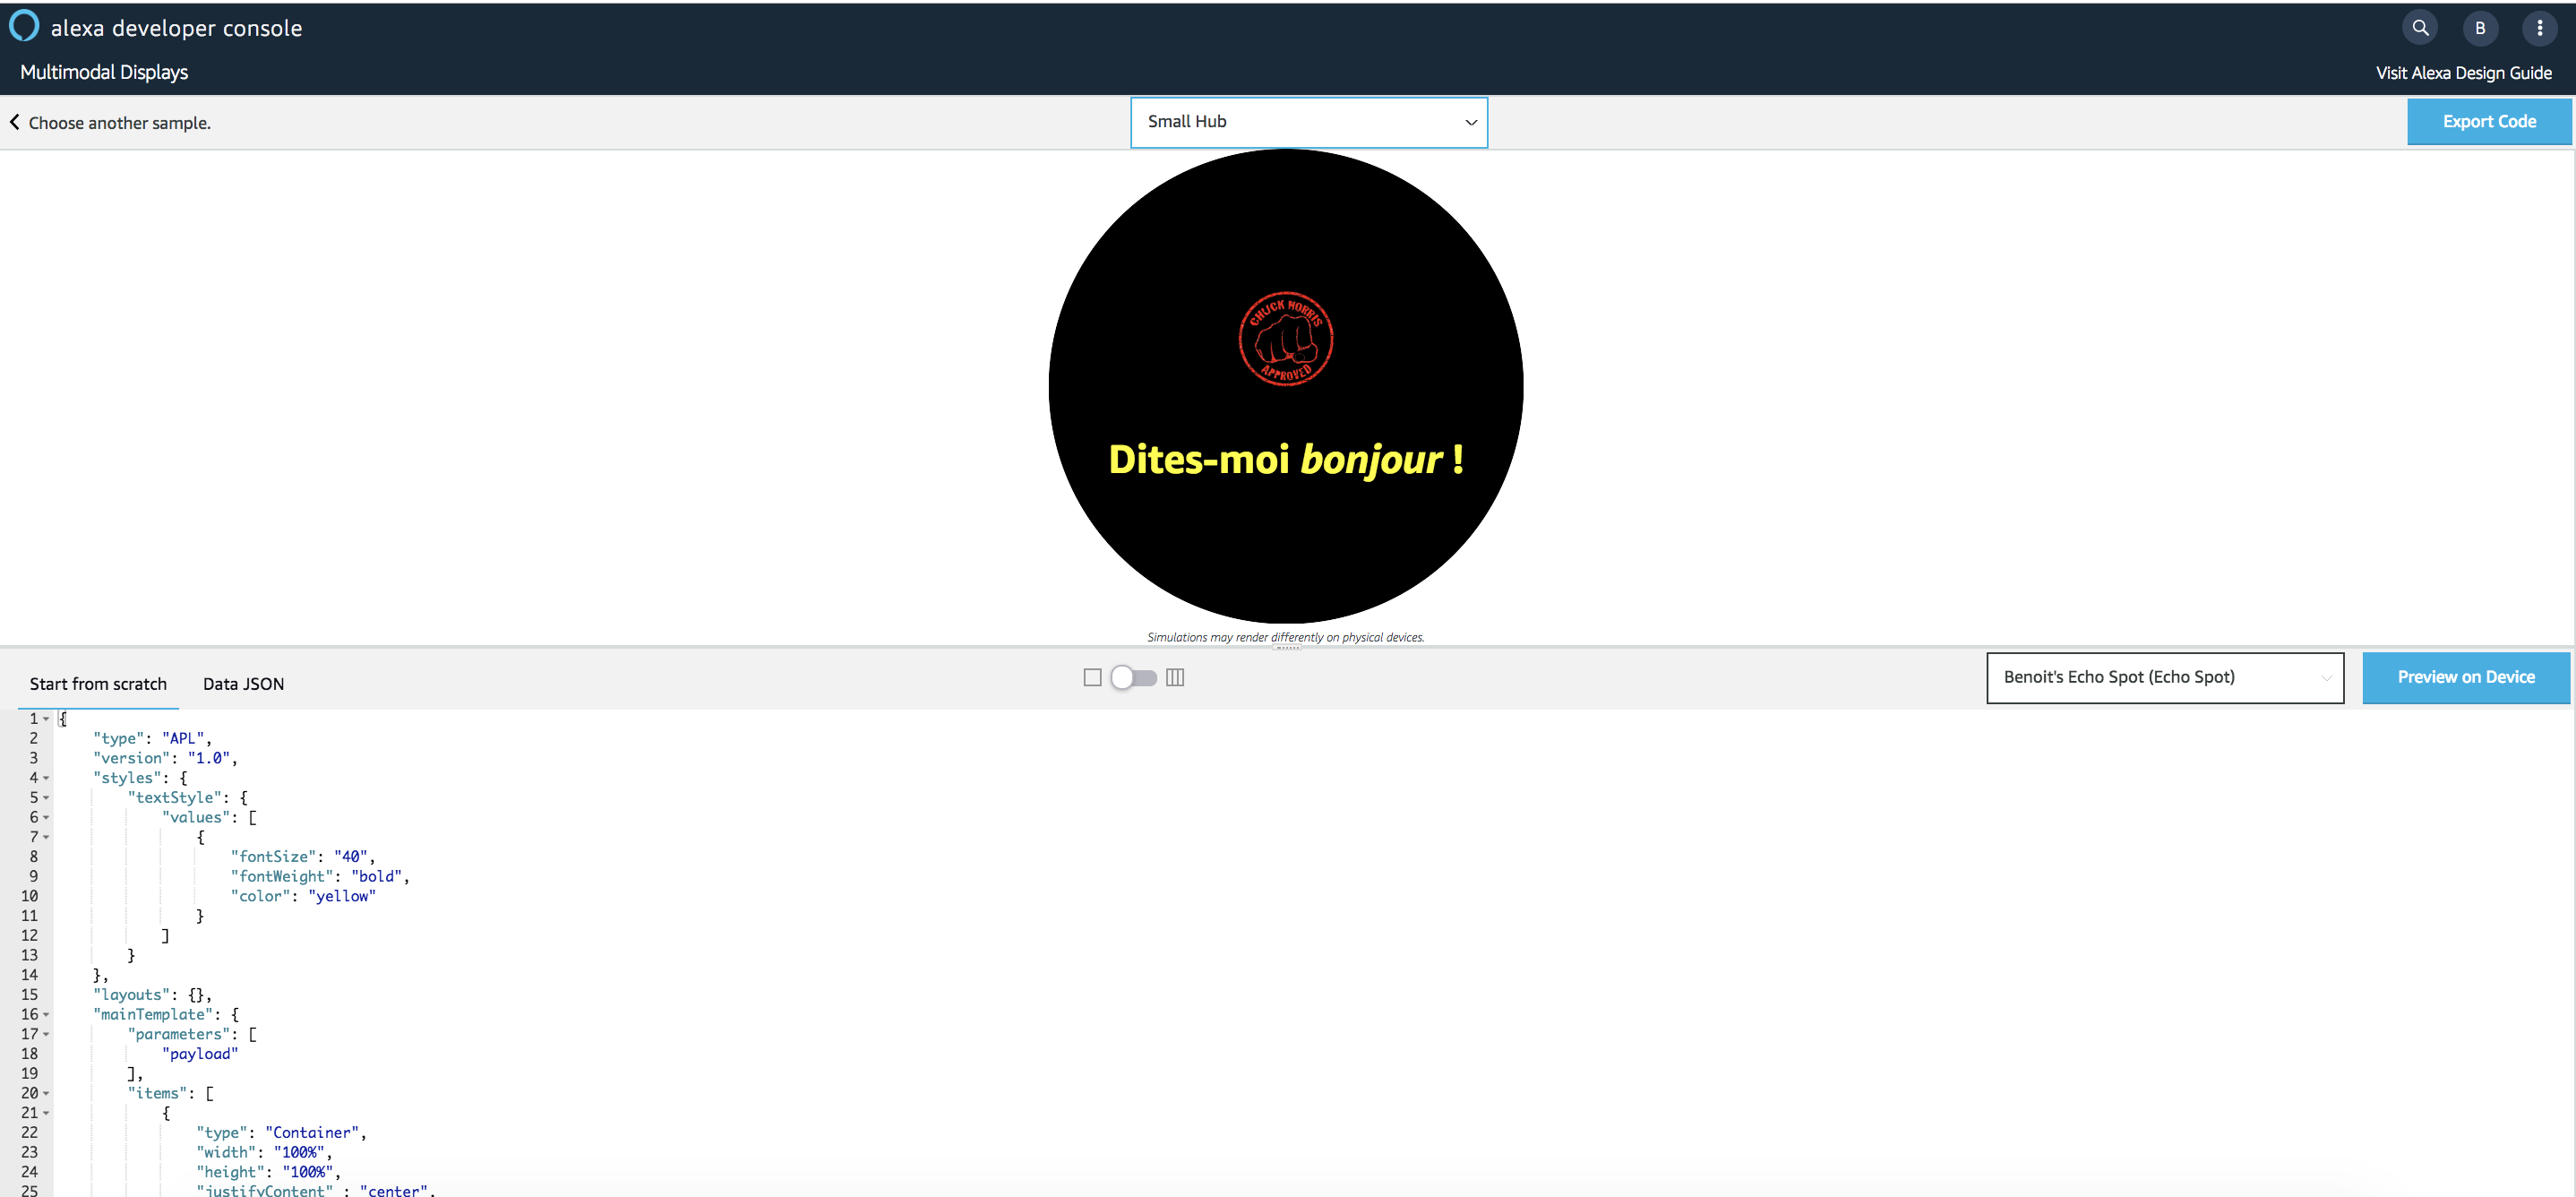 alexa developer console
B
Multimodal Displays
Visit Alexa Design Guide
Choose another sample.
Small Hub
Export Code
CHUCK NORRIS
APPROVED
Dites-moi bonjour !
Simulations may render differently on physical devices.
Start from scratch
Data JSON
Benoit's Echo Spot (Echo Spot)
Preview on Device
1 {
2 "type": "APL",
3 "version": "1.0",
4 "styles": {
5 "textStyle": {
6 "values": [
7 {
8 "fontSize": "40",
9 "fontWeight": "bold",
10 "color": "yellow"
11 }
12 ]
13 }
14 },
15 "layouts": {},
16 "mainTemplate": {
17 "parameters": [
18 "payload"
19 ],
20 "items": [
21 {
22 "type": "Container",
23 "width": "100%",
24 "height": "100%",
25 "justifyContent" : "center",